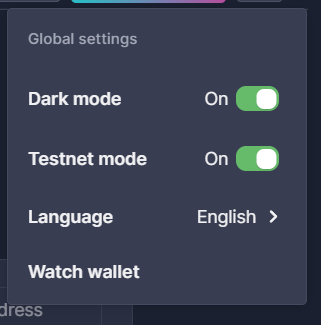 Global settings
Dark mode On
Testnet mode On
Language English
Watch wallet
dress